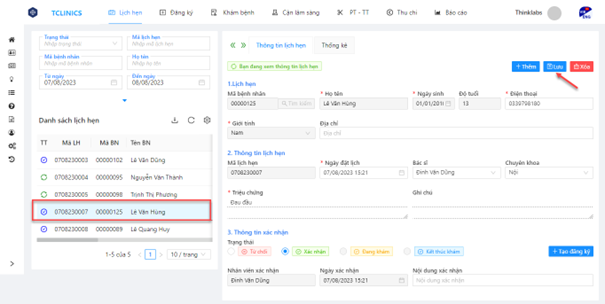 TCLINICS
Lịch hẹn
Đăng ký
Khám bệnh
Cận lâm sàng
PT - TT
Thu chi
Báo cáo
Thinklabs
Trạng thái
Nhập trạng thái
Mã lịch hẹn
Nhập mã lịch hẹn
Mã bệnh nhân
Nhập mã bệnh nhân
Họ tên
Nhập họ tên
Từ ngày
07/08/2023
Đến ngày
08/08/2023
Danh sách lịch hẹn
TT Mã LH Mã BN Tên BN
0708230003 00000102 Lê Văn Dũng
0708230004 00000095 Nguyễn Văn Thành
0708230005 00000098 Trịnh Thị Phương
0708230007 00000125 Lê Văn Hùng
0708230008 00000089 Lê Quang Huy
1-5 của 5
1
10 / trang
Thông tin lịch hẹn
Thống kê
Bạn đang xem thông tin lịch hẹn
+ Thêm
Lưu
Xóa
1.Lịch hẹn
Mã bệnh nhân
00000125
Tìm kiếm
* Họ tên
Lê Văn Hùng
* Ngày sinh
01/01/201
Độ tuổi
13
* Điện thoại
0339798180
* Giới tính
Nam
Địa chỉ
Địa chỉ
2. Thông tin lịch hẹn
Mã lịch hẹn
0708230007
* Ngày đặt lịch
07/08/2023 15:21
Bác sĩ
Đinh Văn Dũng
Chuyên khoa
Nội
* Triệu chứng
Đau đầu
Ghi chú
3. Thông tin xác nhận
Trạng thái
Từ chối
Xác nhận
Đang khám
Kết thúc khám
+ Tạo đăng ký
Nhân viên xác nhận
Đinh Văn Dũng
Ngày xác nhận
07/08/2023 15:21
Nội dung xác nhận
Nội dung xác nhận